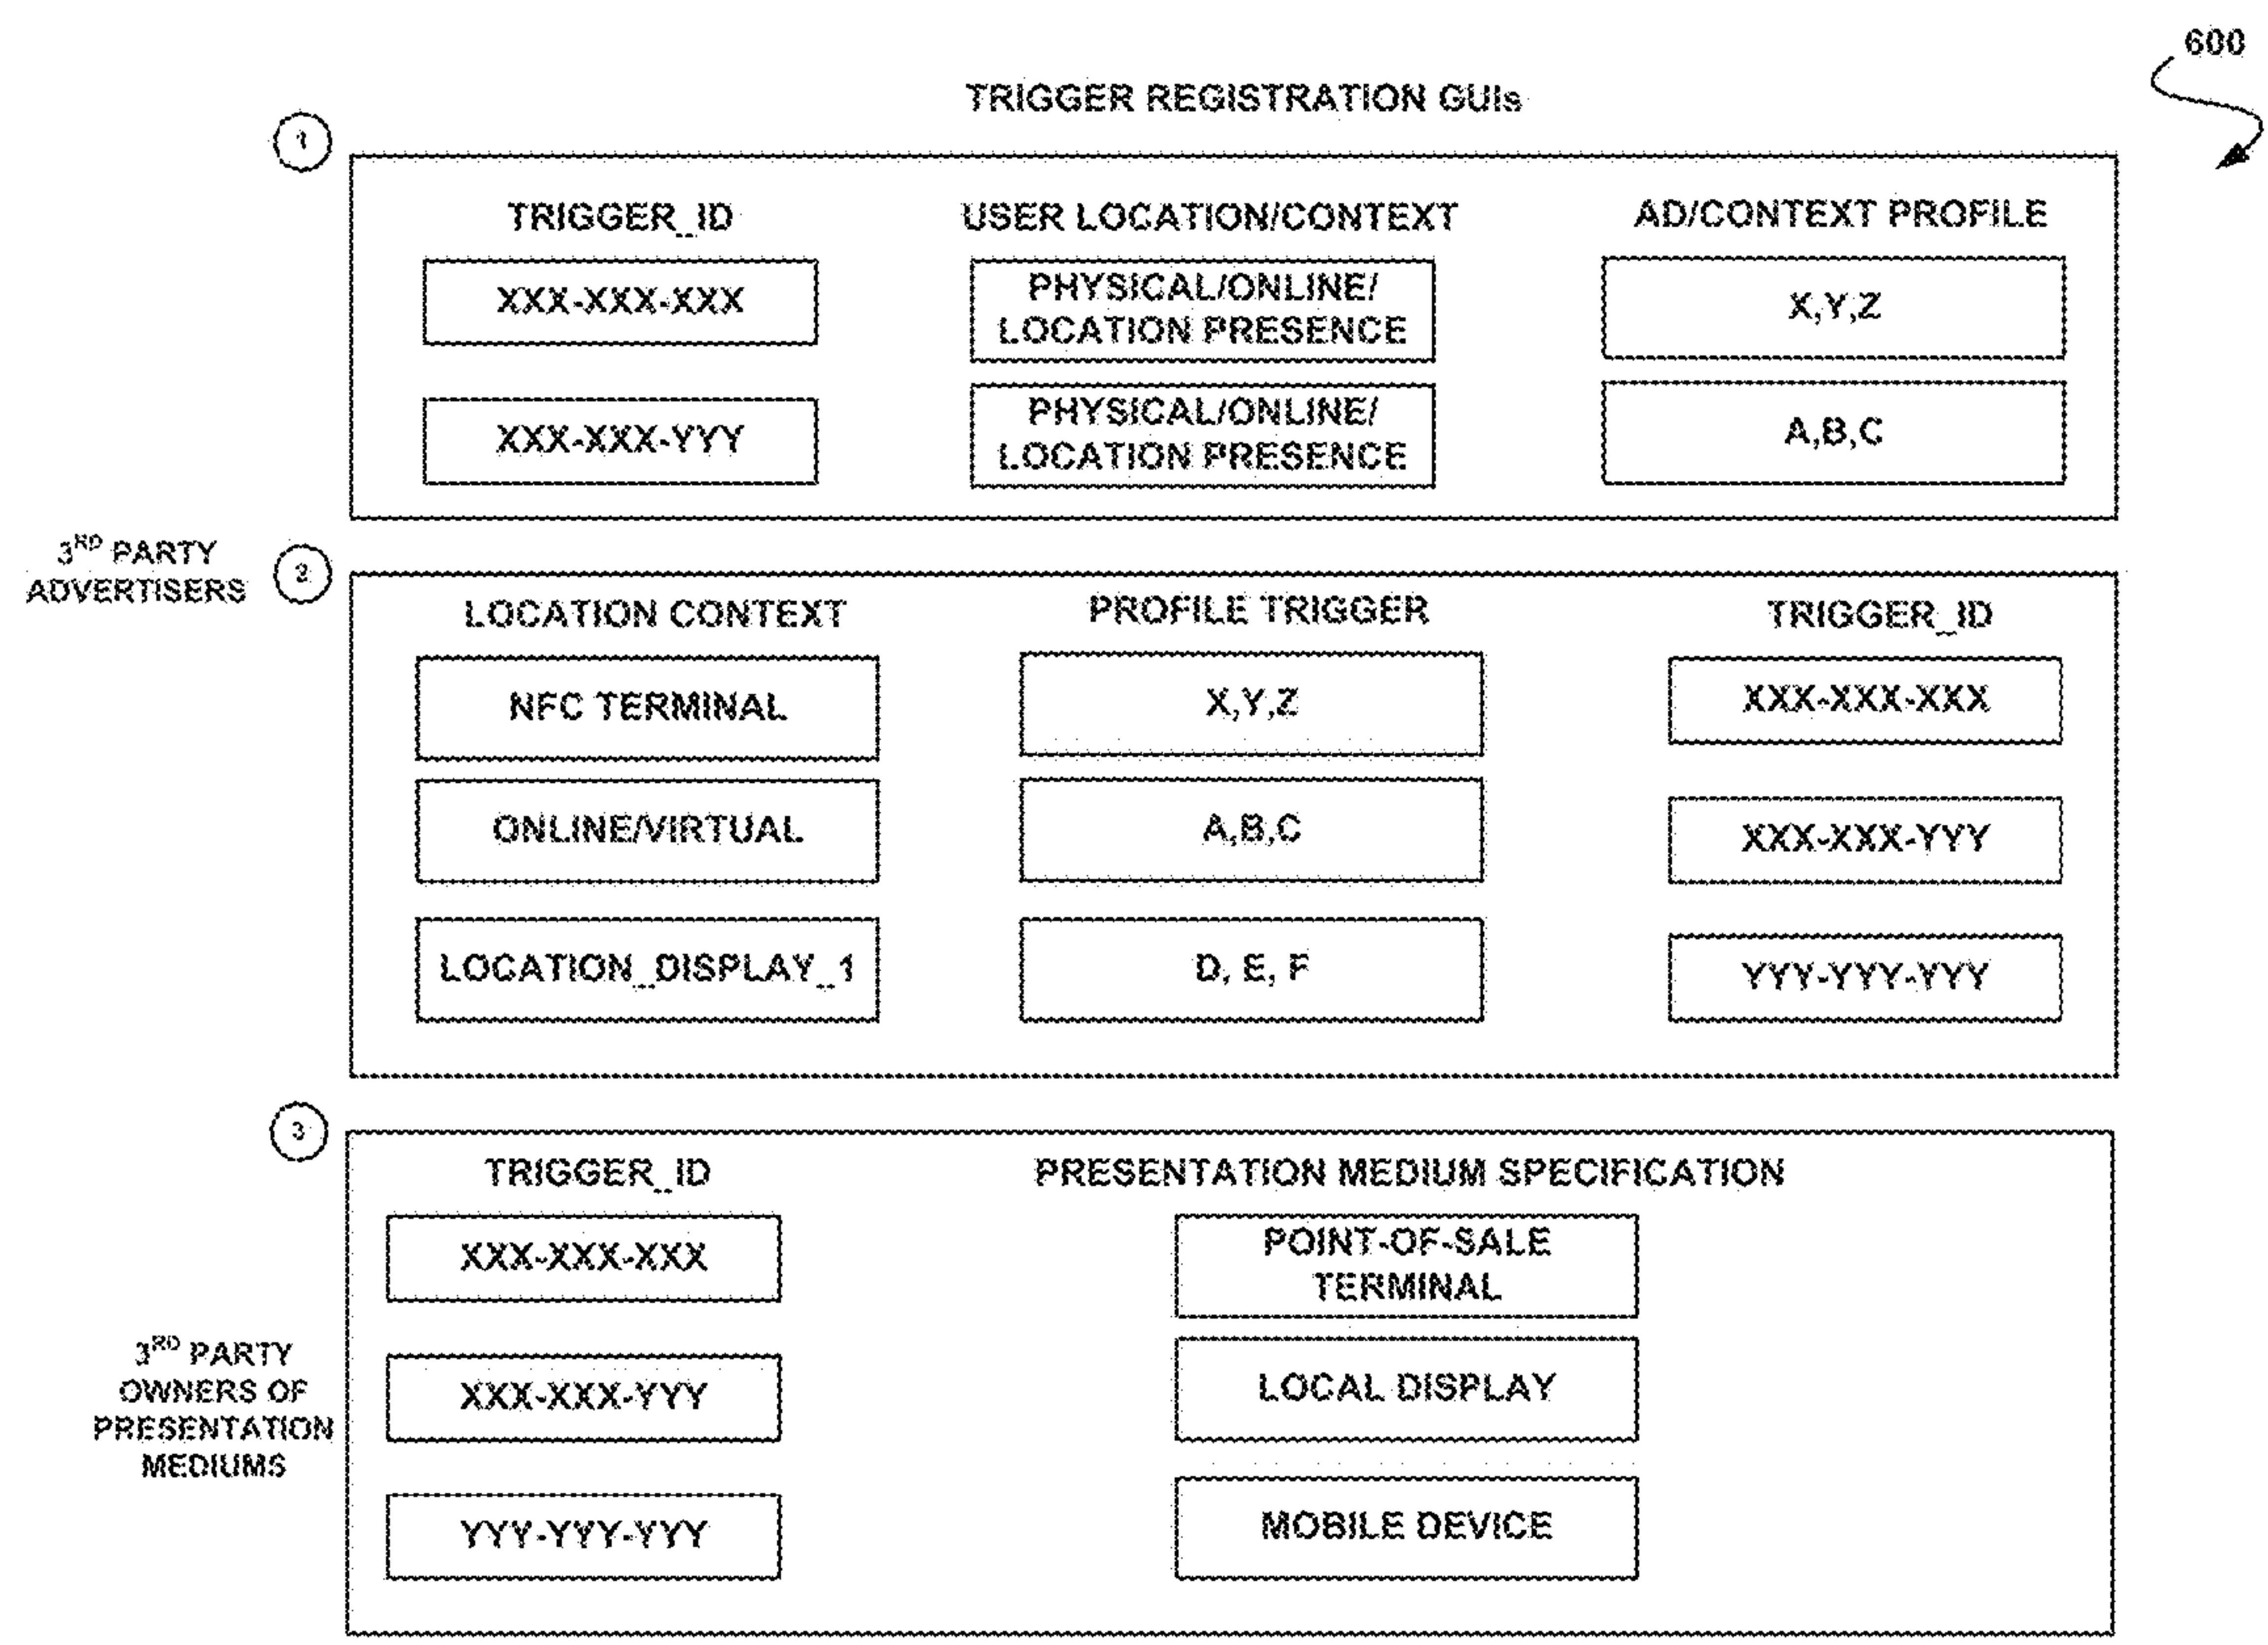 600
TRIGGER REGISTRATION GUIs
1
TRIGGER_ID
USER LOCATION/CONTEXT
AD/CONTEXT PROFILE
XXX-XXX-XXX
PHYSICAL/ONLINE/
LOCATION PRESENCE
X,Y,Z
XXX-XXX-YYY
PHYSICAL/ONLINE/
LOCATION PRESENCE
A,B,C
3RD PARTY
ADVERTISERS
2
LOCATION CONTEXT
PROFILE TRIGGER
TRIGGER_ID
NFC TERMINAL
X,Y,Z
XXX-XXX-XXX
ONLINE/VIRTUAL
A,B,C
XXX-XXX-YYY
LOCATION_DISPLAY_1
D, E, F
YYY-YYY-YYY
3
TRIGGER_ID
PRESENTATION MEDIUM SPECIFICATION
XXX-XXX-XXX
POINT-OF-SALE
TERMINAL
3RD PARTY
OWNERS OF
PRESENTATION
MEDIUMS
XXX-XXX-YYY
LOCAL DISPLAY
YYY-YYY-YYY
MOBILE DEVICE